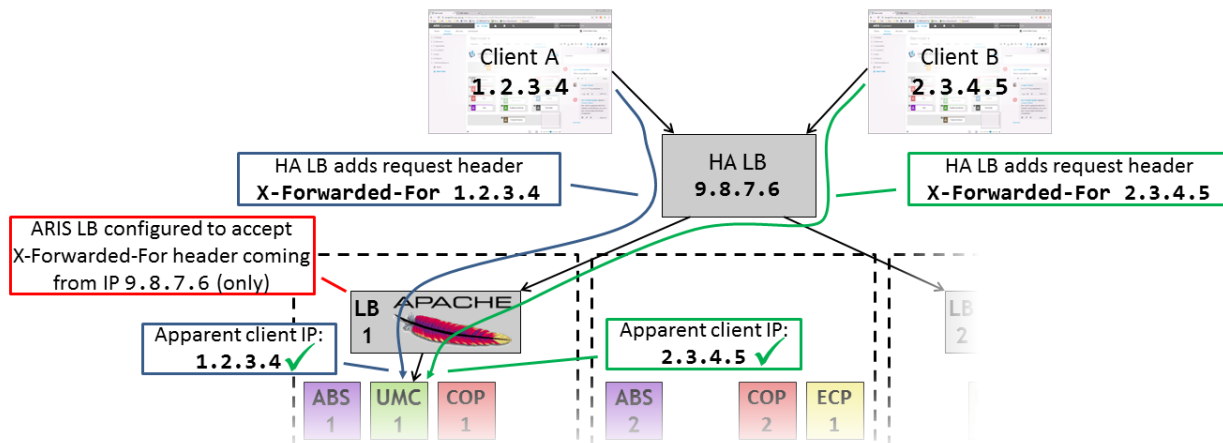 Client A
1.2.3.4
Client B
2.3.4.5
HA LB
9.8.7.6
HA LB adds request header
X-Forwarded-For 1.2.3.4
HA LB adds request header
X-Forwarded-For 2.3.4.5
ARIS LB configured to accept
X-Forwarded-For header coming
from IP 9.8.7.6 (only)
LB
1
APACHE
LB
2
Apparent client IP:
1.2.3.4
Apparent client IP:
2.3.4.5
ABS
1
UMC
1
COP
1
ABS
2
COP
2
ECP
1